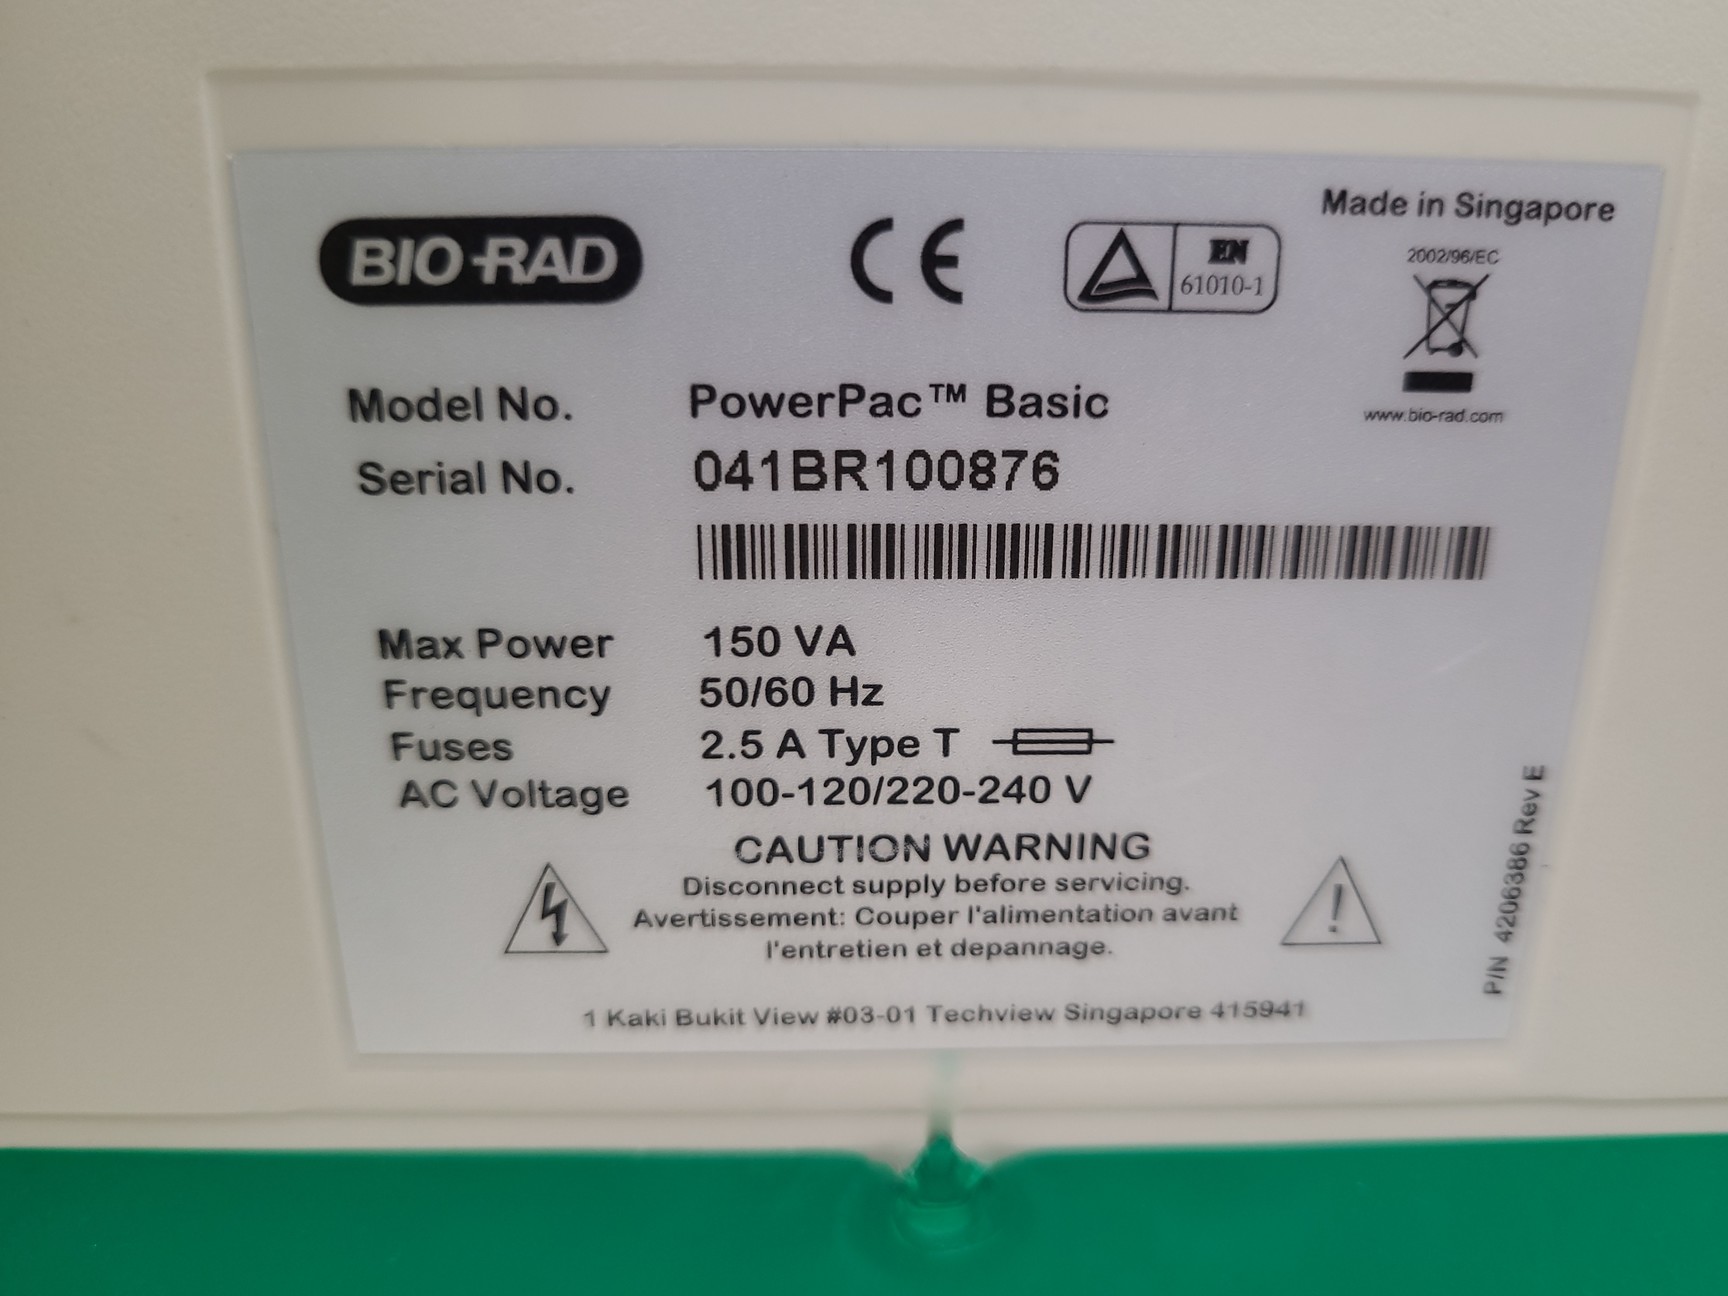 BIO-RAD
CE
EN
61010-1
Made in Singapore
2002/96/EC
www.bio-rad.com
Model No. PowerPac™ Basic
Serial No. 041BR100876
Max Power 150 VA
Frequency 50/60 Hz
Fuses 2.5 A Type T
AC Voltage 100-120/220-240 V
CAUTION WARNING
Disconnect supply before servicing.
Avertissement: Couper l'alimentation avant
l'entretien et depannage.
P/N 4206386 Rev E
1 Kaki Bukit View #03-01 Techview Singapore 415941